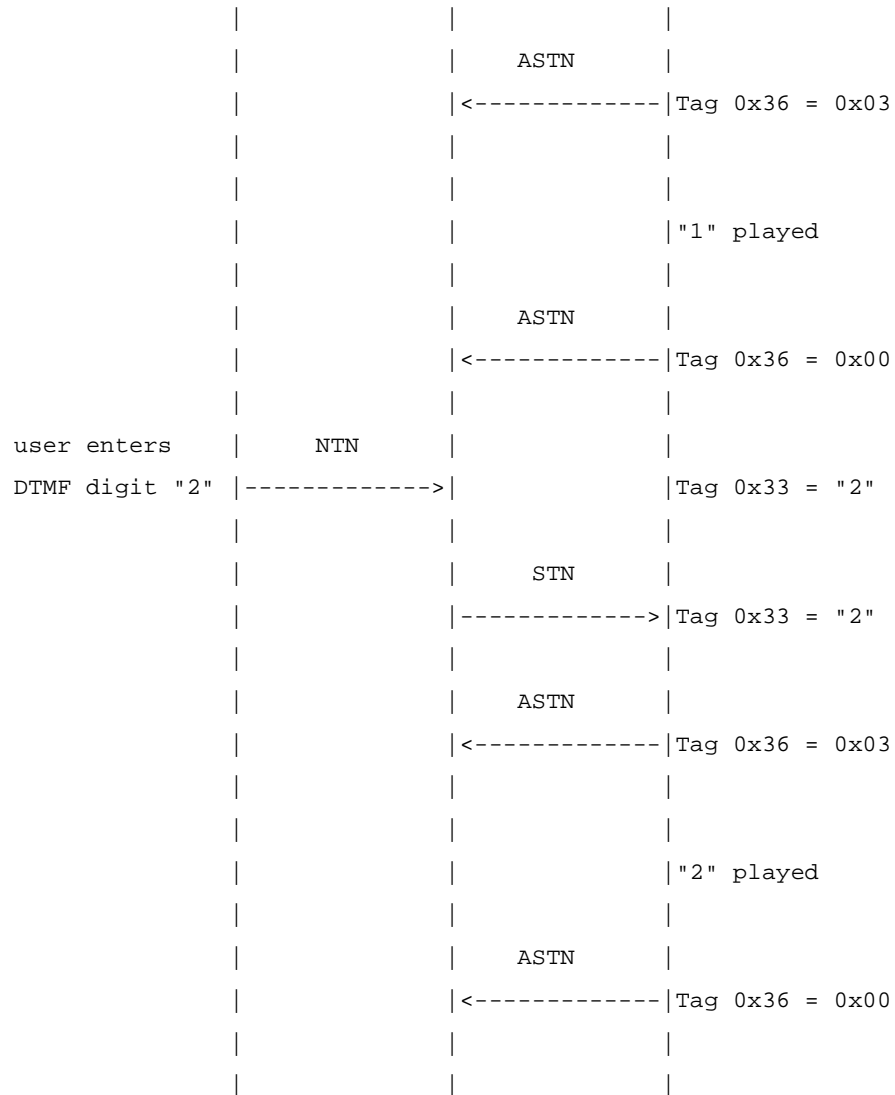 ASTN
<-------------|Tag 0x36 = 0x03
"1" played
ASTN
<-------------|Tag 0x36 = 0x00
user enters | NTN
DTMF digit "2" |------------->| |Tag 0x33 = "2"
STN
|------------->|Tag 0x33 = "2"
ASTN
<-------------|Tag 0x36 = 0x03
"2" played
ASTN
<-------------|Tag 0x36 = 0x00